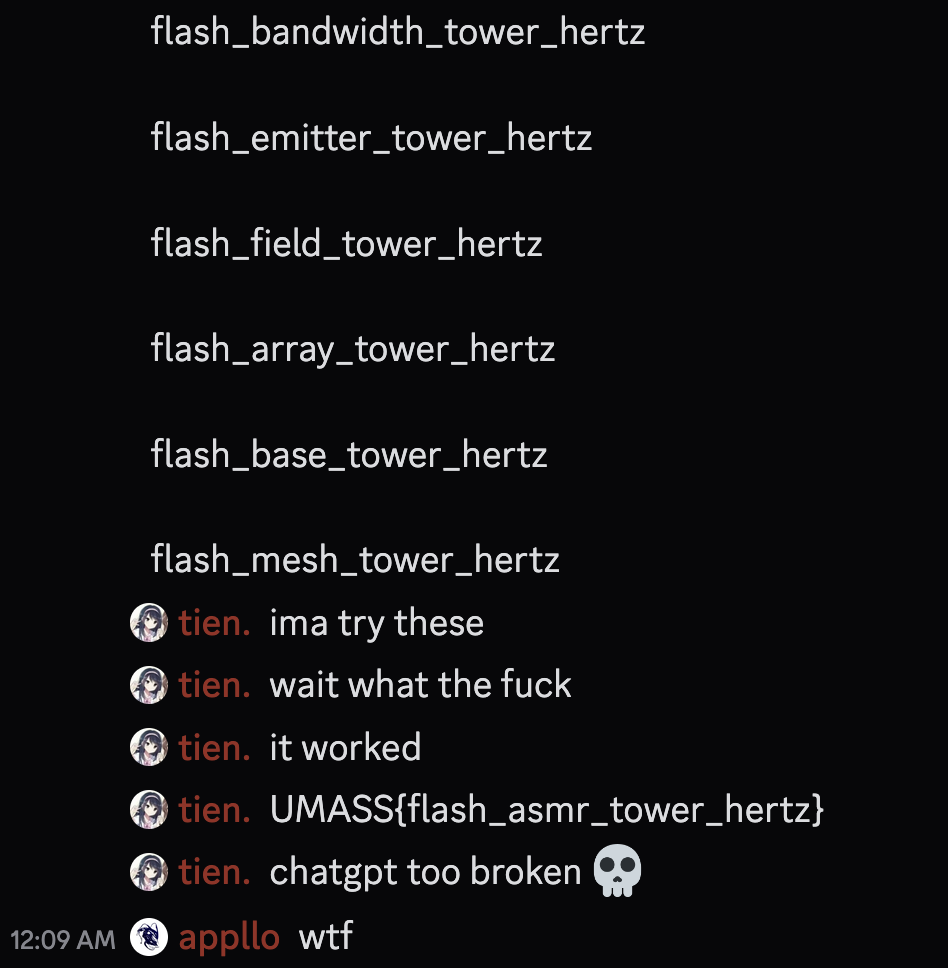 flash_bandwidth_tower_hertz
flash_emitter_tower_hertz
flash_field_tower_hertz
flash_array_tower_hertz
flash_base_tower_hertz
flash_mesh_tower_hertz
tien. ima try these
tien. wait what the fuck
tien. it worked
tien. UMASS{flash_asmr_tower_hertz}
tien. chatgpt too broken 💀
12:09 AM appllo wtf